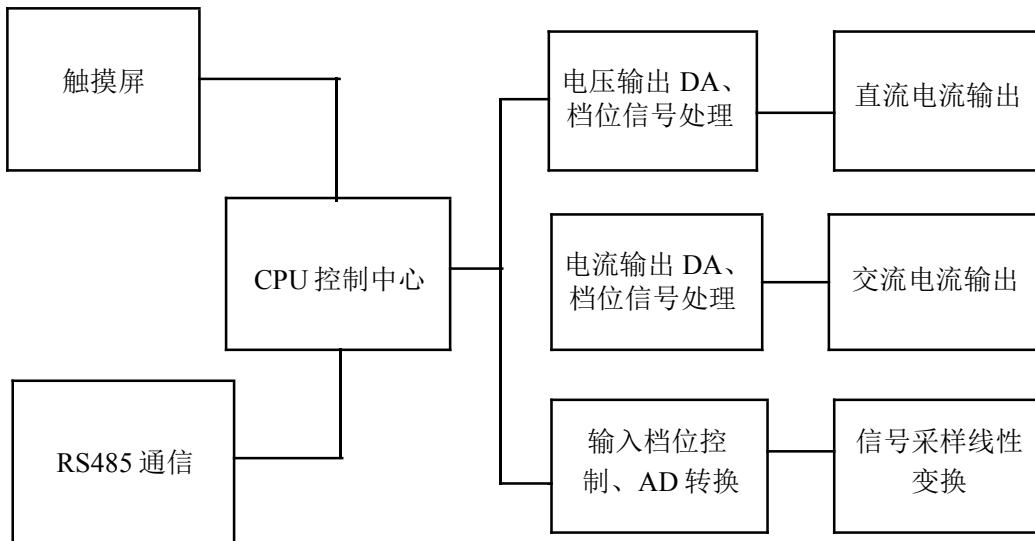 触摸屏
电压输出 DA、
档位信号处理
直流电流输出
CPU 控制中心
电流输出 DA、
档位信号处理
交流电流输出
RS485 通信
输入档位控
制、AD 转换
信号采样线性
变换